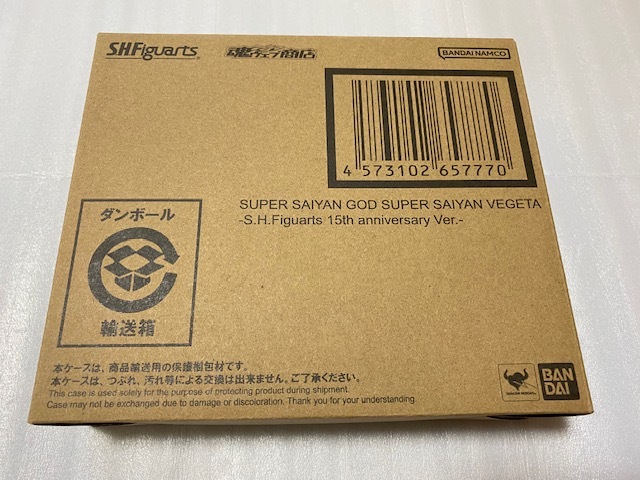 S.H.Figuarts
魂ウェブ商店
BANDAI NAMCO
4 573102 657770
SUPER SAIYAN GOD SUPER SAIYAN VEGETA
-S.H.Figuarts 15th anniversary Ver.-
ダンボール
輸送箱
本ケースは、商品輸送用の保護梱包材です。
本ケースは、つぶれ、汚れ等による交換は出来ません。ご了承ください。
This case is used solely for the purpose of protecting product during shipment.
Case may not be exchanged due to damage or discoloration. Thank you for your understanding.
BAN
DAI